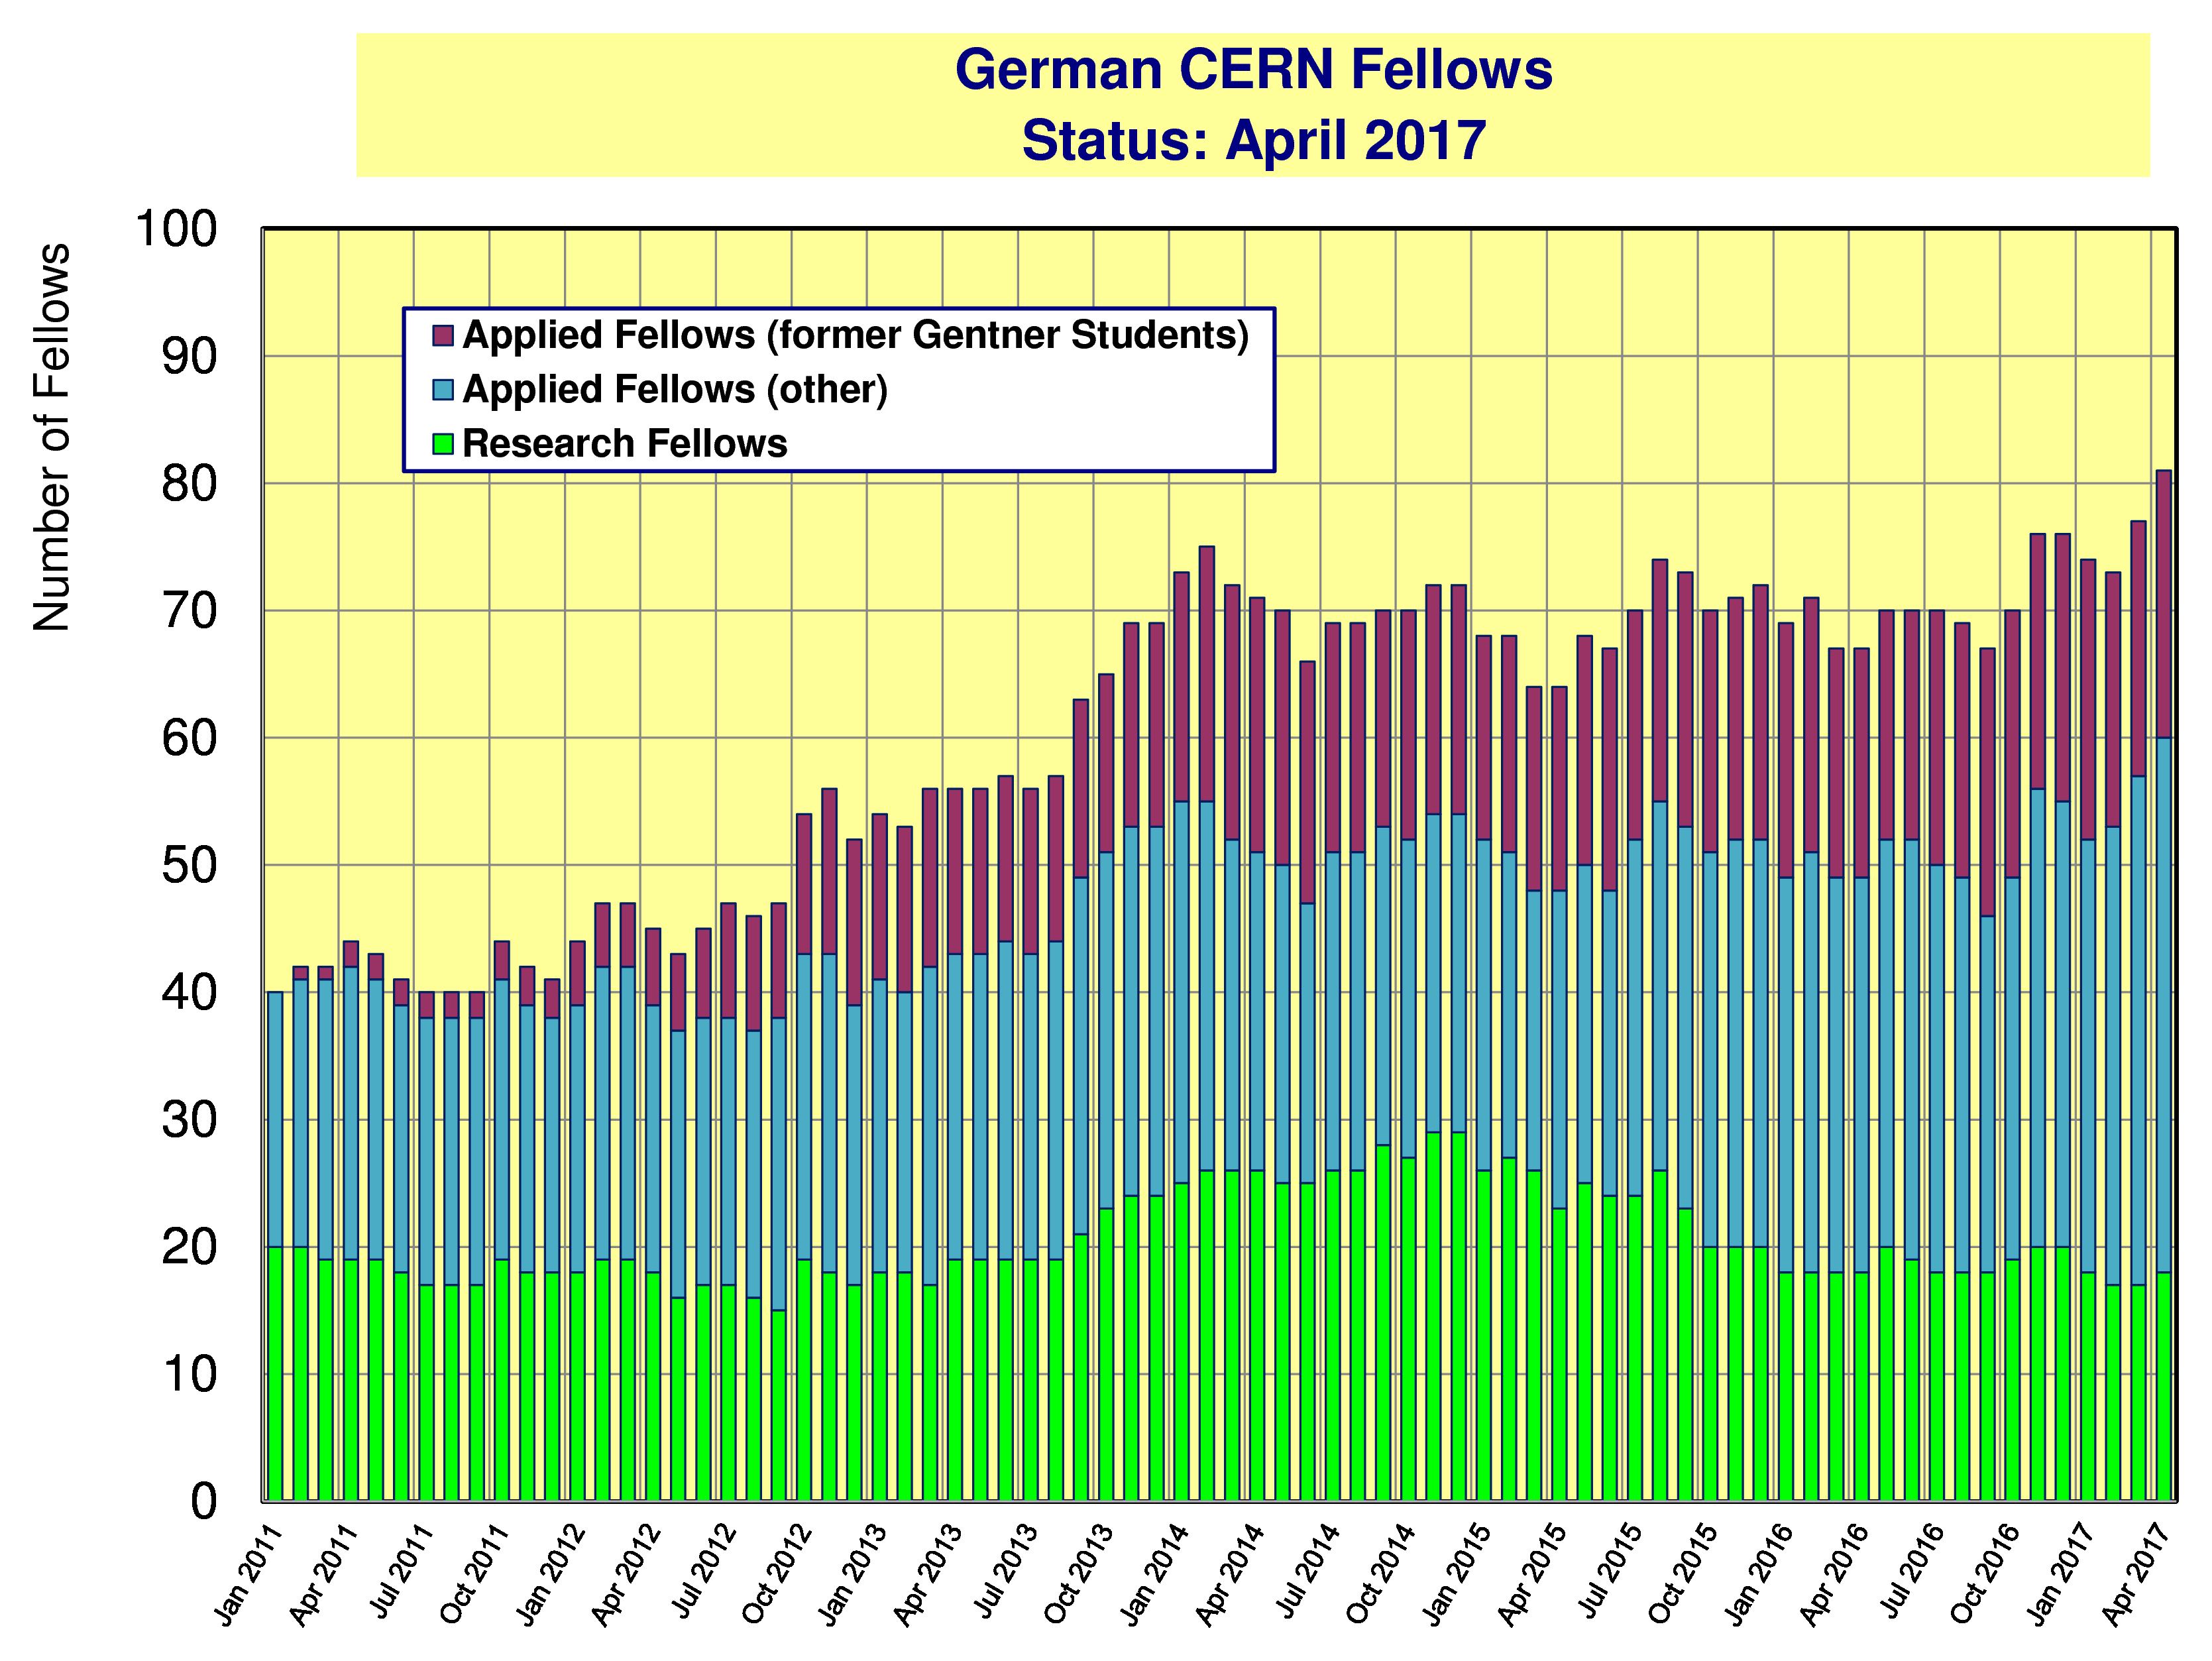 German CERN Fellows
Status: April 2017
Number of Fellows
100
90
80
70
60
50
40
30
20
10
0
Applied Fellows (former Gentner Students)
Applied Fellows (other)
Research Fellows
Jan 2011
Apr 2011
Jul 2011
Oct 2011
Jan 2012
Apr 2012
Jul 2012
Oct 2012
Jan 2013
Apr 2013
Jul 2013
Oct 2013
Jan 2014
Apr 2014
Jul 2014
Oct 2014
Jan 2015
Apr 2015
Jul 2015
Oct 2015
Jan 2016
Apr 2016
Jul 2016
Oct 2016
Jan 2017
Apr 2017